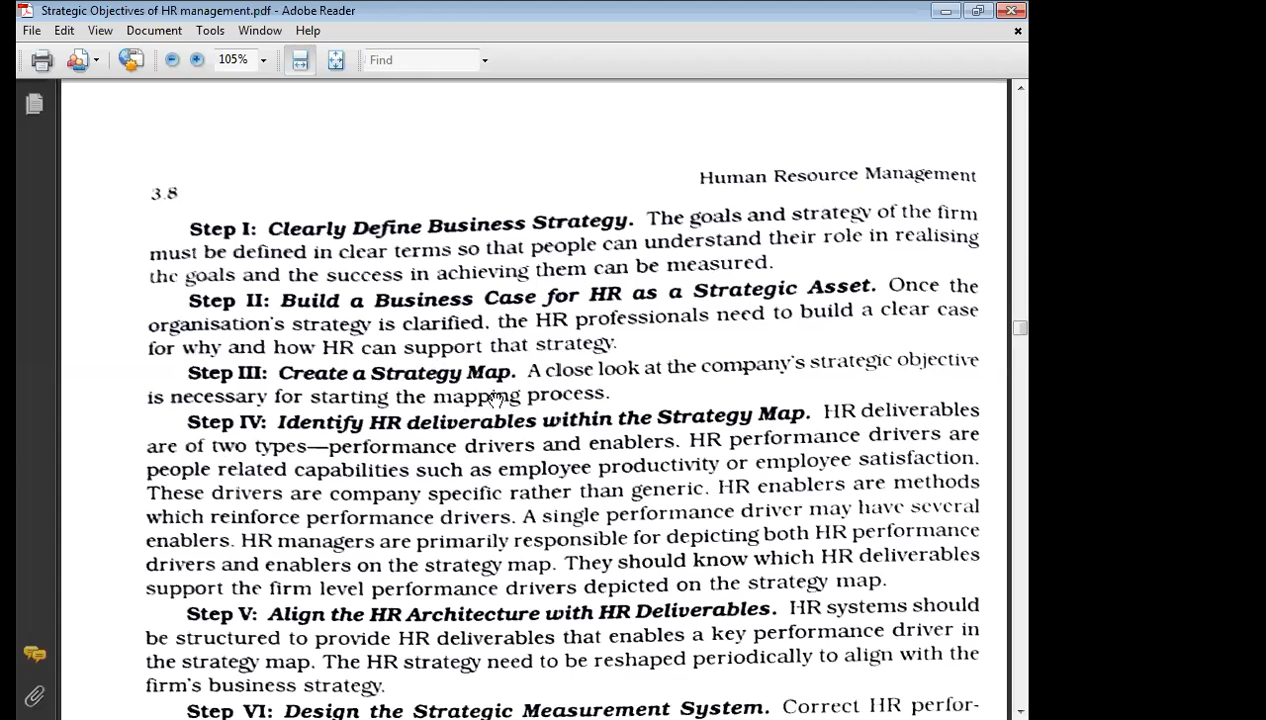 Strategic Objectives of HR management.pdf - Adobe Reader
File Edit View Document Tools Window Help
105% Find
3.8 Human Resource Management
Step I: Clearly Define Business Strategy. The goals and strategy of the firm
must be defined in clear terms so that people can understand their role in realising
the goals and the success in achieving them can be measured.
Step II: Build a Business Case for HR as a Strategic Asset. Once the
organisation's strategy is clarified, the HR professionals need to build a clear case
for why and how HR can support that strategy.
Step III: Create a Strategy Map. A close look at the company's strategic objective
is necessary for starting the mapping process.
Step IV: Identify HR deliverables within the Strategy Map. HR deliverables
are of two types—performance drivers and enablers. HR performance drivers are
people related capabilities such as employee productivity or employee satisfaction.
These drivers are company specific rather than generic. HR enablers are methods
which reinforce performance drivers. A single performance driver may have several
enablers. HR managers are primarily responsible for depicting both HR performance
drivers and enablers on the strategy map. They should know which HR deliverables
support the firm level performance drivers depicted on the strategy map.
Step V: Align the HR Architecture with HR Deliverables. HR systems should
be structured to provide HR deliverables that enables a key performance driver in
the strategy map. The HR strategy need to be reshaped periodically to align with the
firm's business strategy.
Step VI: Design the Strategic Measurement System. Correct HR perfor-